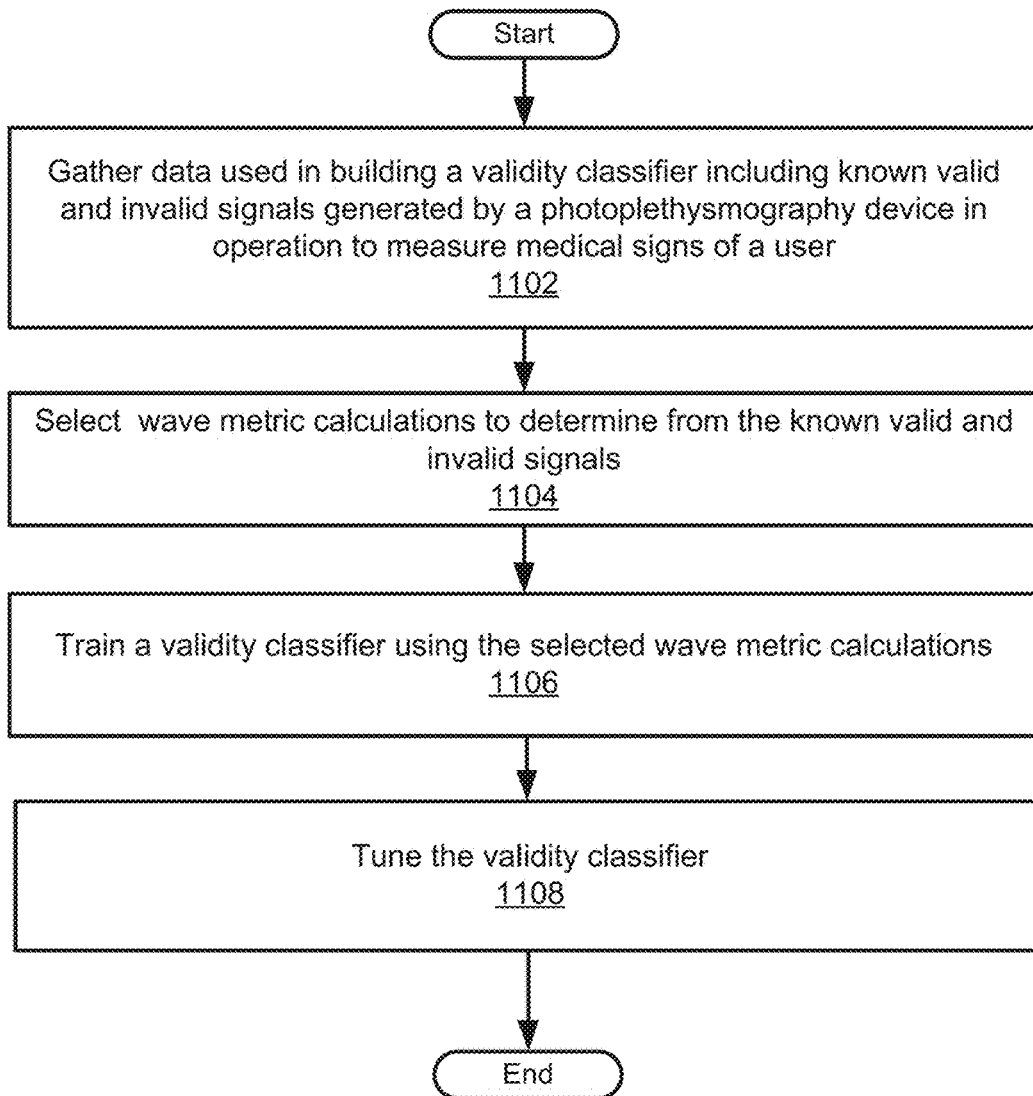 Start
Gather data used in building a validity classifier including known valid
and invalid signals generated by a photoplethysmography device in
operation to measure medical signs of a user
1102
Select wave metric calculations to determine from the known valid and
invalid signals
1104
Train a validity classifier using the selected wave metric calculations
1106
Tune the validity classifier
1108
End